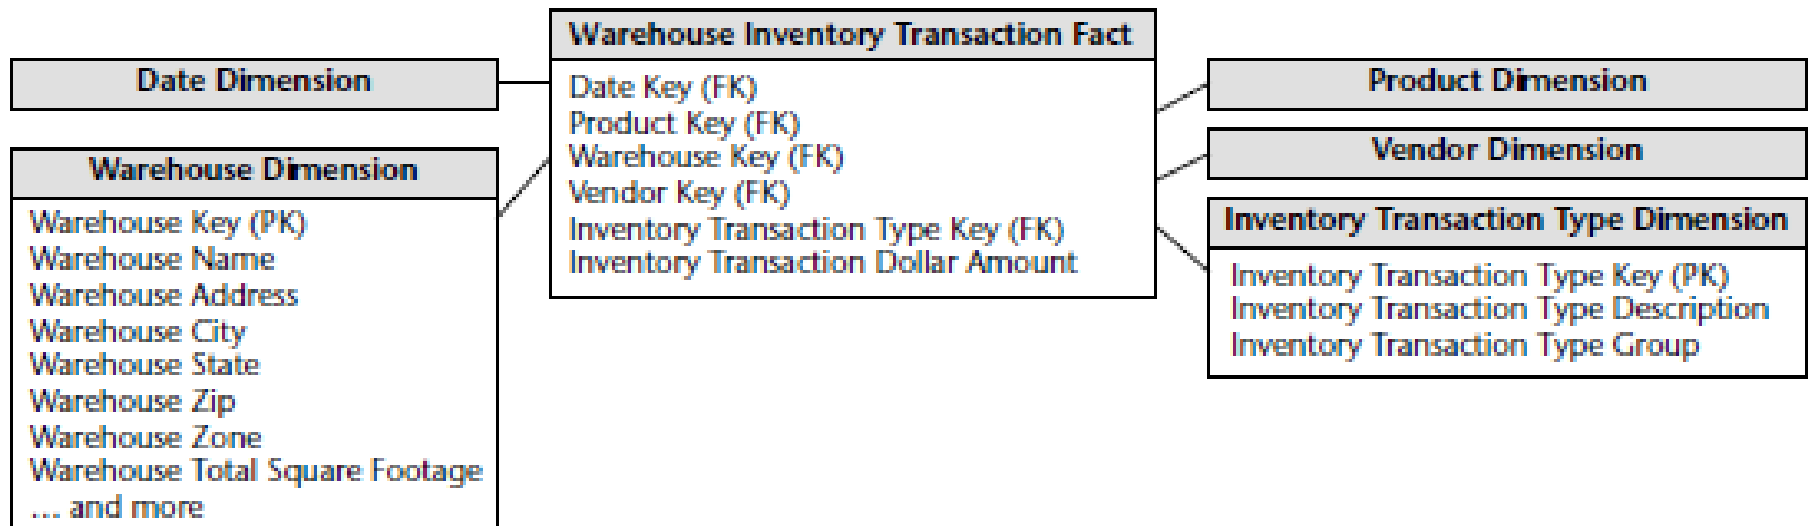 Warehouse Inventory Transaction Fact
Date Key (FK)
Product Key (FK)
Warehouse Key (FK)
Vendor Key (FK)
Inventory Transaction Type Key (FK)
Inventory Transaction Dollar Amount
Date Dimension
Warehouse Dimension
Warehouse Key (PK)
Warehouse Name
Warehouse Address
Warehouse City
Warehouse State
Warehouse Zip
Warehouse Zone
Warehouse Total Square Footage
... and more
Product Dimension
Vendor Dimension
Inventory Transaction Type Dimension
Inventory Transaction Type Key (PK)
Inventory Transaction Type Description
Inventory Transaction Type Group